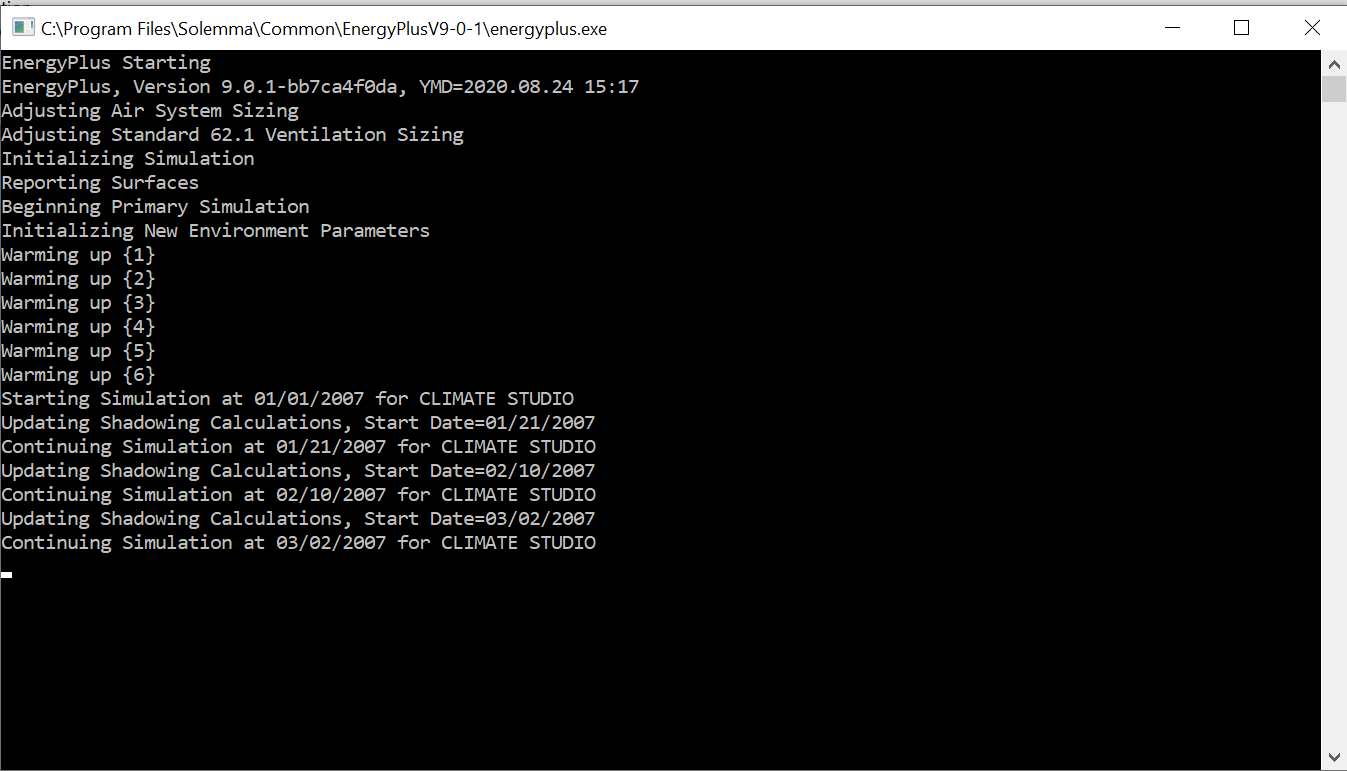 C:\Program Files\Solemma\Common\EnergyPlusV9-0-1\energyplus.exe
EnergyPlus Starting
EnergyPlus, Version 9.0.1-bb7ca4f0da, YMD=2020.08.24 15:17
Adjusting Air System Sizing
Adjusting Standard 62.1 Ventilation Sizing
Initializing Simulation
Reporting Surfaces
Beginning Primary Simulation
Initializing New Environment Parameters
Warming up {1}
Warming up {2}
Warming up {3}
Warming up {4}
Warming up {5}
Warming up {6}
Starting Simulation at 01/01/2007 for CLIMATE STUDIO
Updating Shadowing Calculations, Start Date=01/21/2007
Continuing Simulation at 01/21/2007 for CLIMATE STUDIO
Updating Shadowing Calculations, Start Date=02/10/2007
Continuing Simulation at 02/10/2007 for CLIMATE STUDIO
Updating Shadowing Calculations, Start Date=03/02/2007
Continuing Simulation at 03/02/2007 for CLIMATE STUDIO